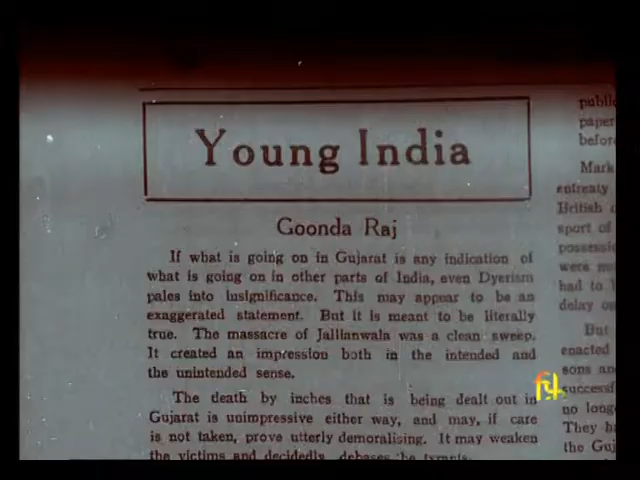 Young India
Goonda Raj
If what is going on in Gujarat is any indication of
what is going on in other parts of India, even Dyerism
pales into insignificance. This may appear to be an
exaggerated statement. But it is meant to be literally
true. The massacre of Jallianwala was a clean sweep.
It created an impression both in the intended and
the unintended sense.
The death by inches that is being dealt out in
Gujarat is unimpressive either way, and may, if care
is not taken, prove utterly demoralising. It may weaken
the victims and decidedly debases the tyrants.
publi
paper
befor
Mark
entreaty
British
sport of
possessi
were
had to
delay
But
enacted
sons an
successf
no long
They ha
the Guj